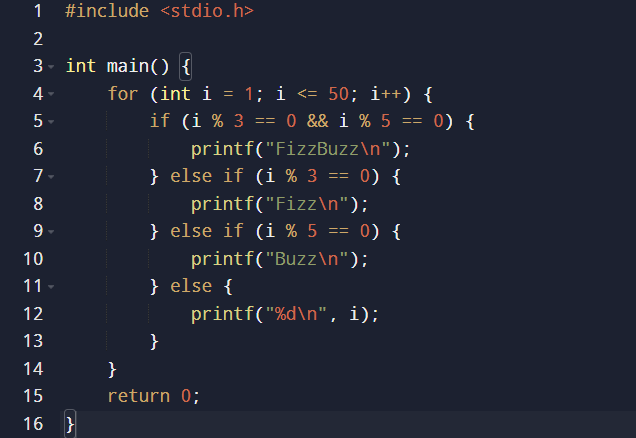 1 #include <stdio.h>
2
3 int main() {
4     for (int i = 1; i <= 50; i++) {
5         if (i % 3 == 0 && i % 5 == 0) {
6             printf("FizzBuzz\n");
7         } else if (i % 3 == 0) {
8             printf("Fizz\n");
9         } else if (i % 5 == 0) {
10             printf("Buzz\n");
11         } else {
12             printf("%d\n", i);
13         }
14     }
15     return 0;
16 }